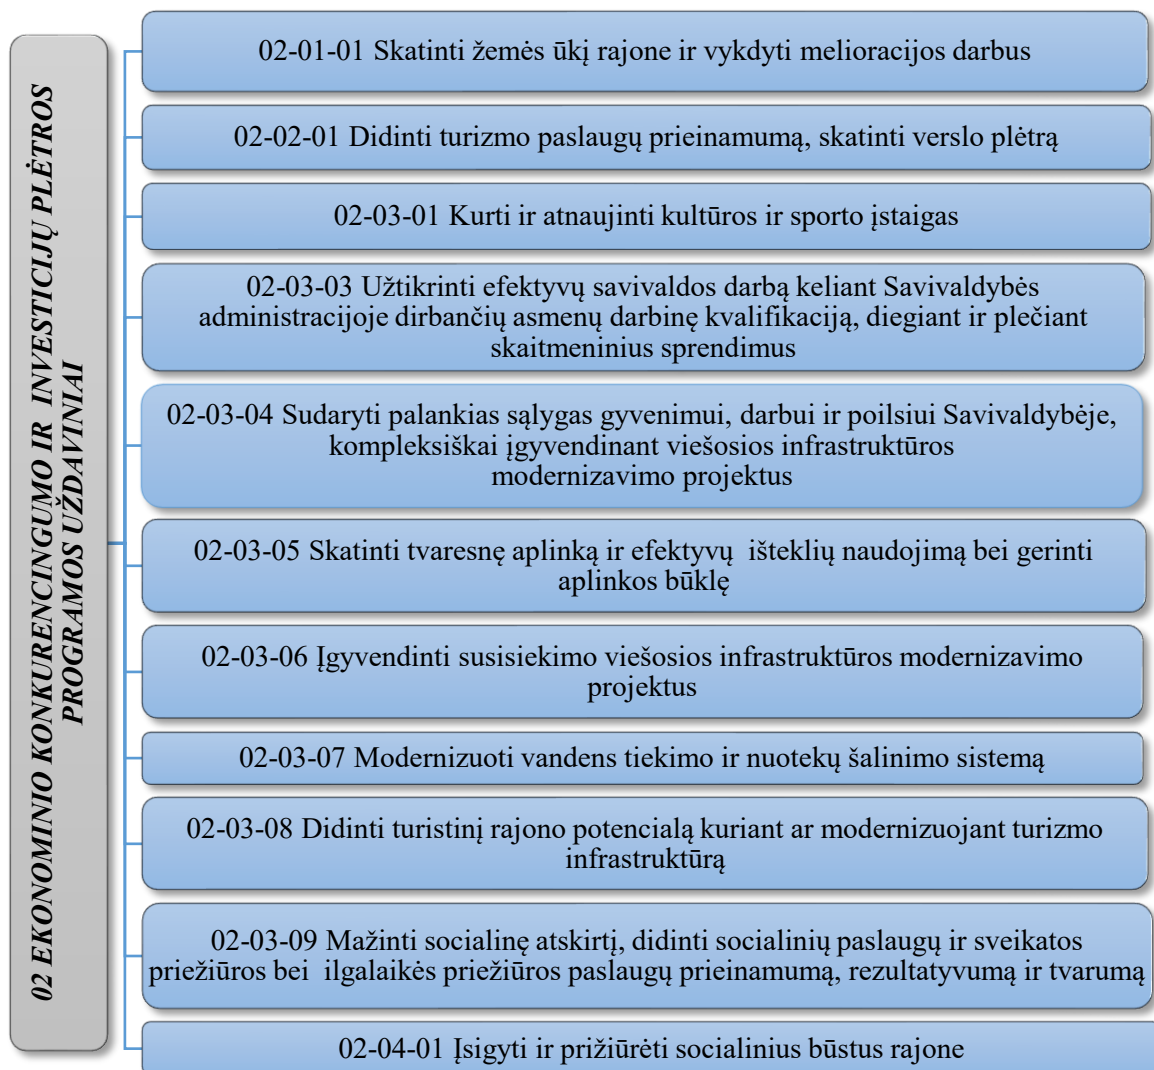 02 EKONOMINIO KONKURENCINGUMO IR INVESTICIJŲ PLĖTROS
PROGRAMOS UŽDAVINIAI
02-01-01 Skatinti žemės ūkį rajone ir vykdyti melioracijos darbus
02-02-01 Didinti turizmo paslaugų prieinamumą, skatinti verslo plėtrą
02-03-01 Kurti ir atnaujinti kultūros ir sporto įstaigas
02-03-03 Užtikrinti efektyvų savivaldos darbą keliant Savivaldybės
administracijoje dirbančių asmenų darbinę kvalifikaciją, diegiant ir plečiant
skaitmeninius sprendimus
02-03-04 Sudaryti palankias sąlygas gyvenimui, darbui ir poilsiui Savivaldybėje,
kompleksiškai įgyvendinant viešosios infrastruktūros
modernizavimo projektus
02-03-05 Skatinti tvaresnę aplinką ir efektyvų išteklių naudojimą bei gerinti
aplinkos būklę
02-03-06 Įgyvendinti susisiekimo viešosios infrastruktūros modernizavimo
projektus
02-03-07 Modernizuoti vandens tiekimo ir nuotekų šalinimo sistemą
02-03-08 Didinti turistinį rajono potencialą kuriant ar modernizuojant turizmo
infrastruktūrą
02-03-09 Mažinti socialinę atskirtį, didinti socialinių paslaugų ir sveikatos
priežiūros bei ilgalaikės priežiūros paslaugų prieinamumą, rezultatyvumą ir tvarumą
02-04-01 Įsigyti ir prižiūrėti socialinius būstus rajone